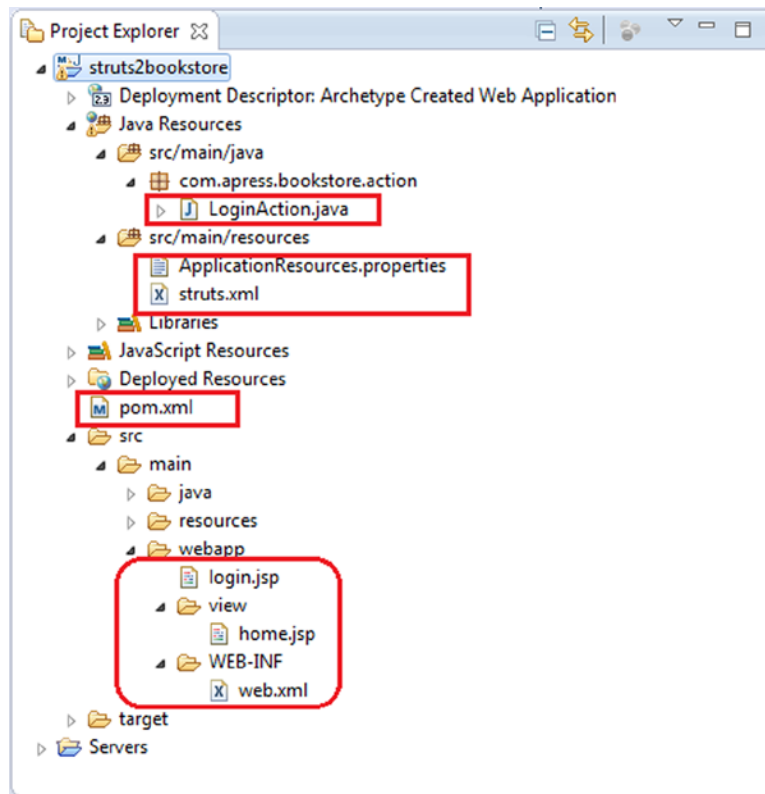 Project Explorer
struts2bookstore
Deployment Descriptor: Archetype Created Web Application
Java Resources
src/main/java
com.apress.bookstore.action
LoginAction.java
src/main/resources
ApplicationResources.properties
struts.xml
Libraries
JavaScript Resources
Deployed Resources
pom.xml
src
main
java
resources
webapp
login.jsp
view
home.jsp
WEB-INF
web.xml
target
Servers